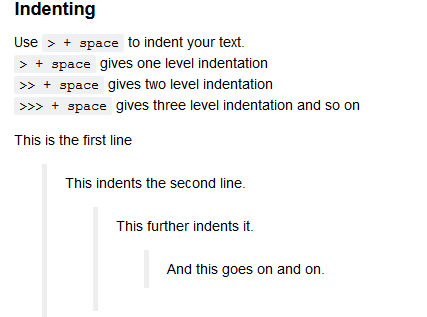 Indenting
Use > + space to indent your text.
> + space gives one level indentation
>> + space gives two level indentation
>>> + space gives three level indentation and so on
This is the first line
This indents the second line.
This further indents it.
And this goes on and on.